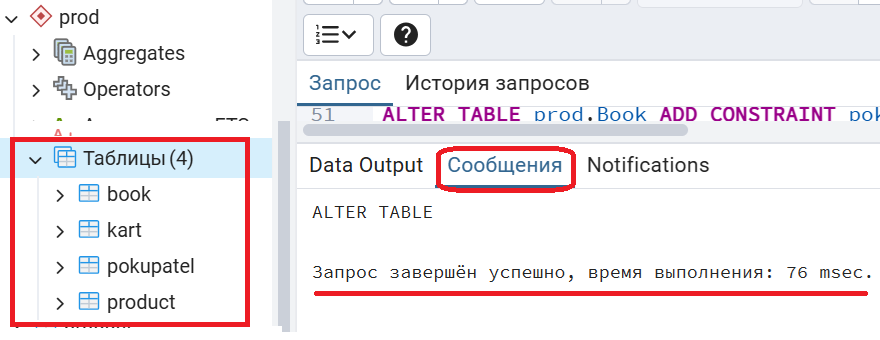 prod
Aggregates
Operators
Таблицы (4)
book
kart
pokupatel
product
Запрос История запросов
51 ALTER TABLE prod.Book ADD CONSTRAINT pok
Data Output Сообщения Notifications
ALTER TABLE
Запрос завершён успешно, время выполнения: 76 msec.